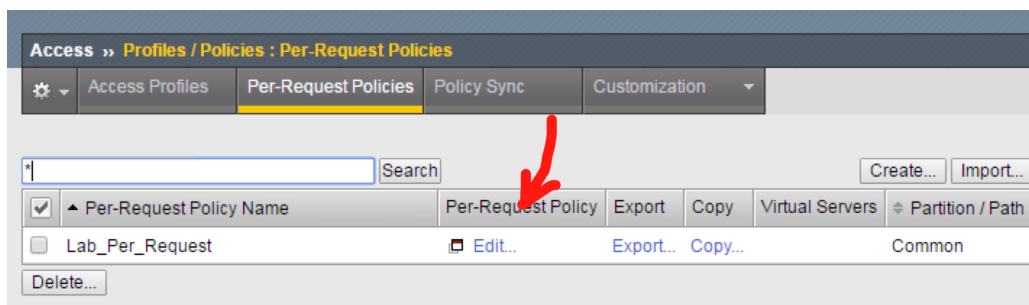 Access » Profiles / Policies : Per-Request Policies
Access Profiles Per-Request Policies Policy Sync Customization
* Search Create... Import...
Per-Request Policy Name Per-Request Policy Export Copy Virtual Servers Partition / Path
Lab_Per_Request Edit... Export... Copy... Common
Delete...